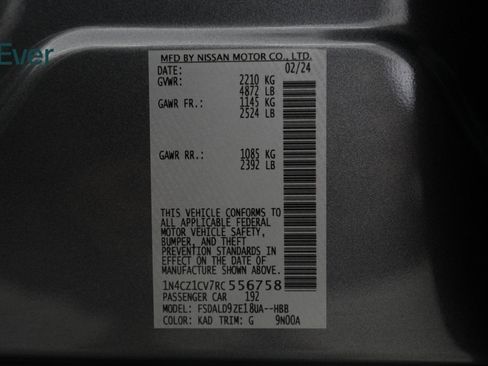 Ever
MFD BY NISSAN MOTOR CO., LTD.
DATE: 02/24
GVWR: 2210 KG
4872 LB
GAWR FR.: 1145 KG
2524 LB
GAWR RR.: 1085 KG
2392 LB
THIS VEHICLE CONFORMS TO
ALL APPLICABLE FEDERAL
MOTOR VEHICLE SAFETY,
BUMPER, AND THEFT
PREVENTION STANDARDS IN
EFFECT ON THE DATE OF
MANUFACTURE SHOWN ABOVE.
1N4CZ1CV7RC556758
PASSENGER CAR 192
MODEL: FSDALD9ZE18UA--HBB
COLOR: KAD TRIM: G 9N00A